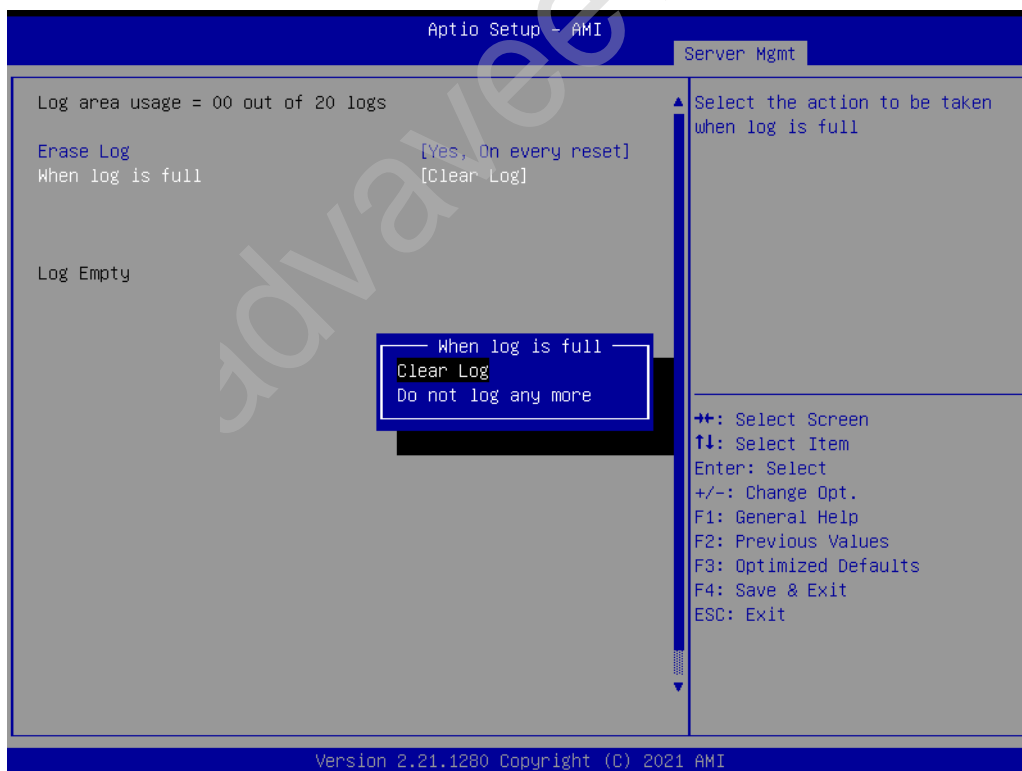 Aptio Setup – AMI
Server Mgmt
Log area usage = 00 out of 20 logs
Erase Log [Yes, On every reset]
When log is full [Clear Log]
Log Empty
When log is full
Clear Log
Do not log any more
Select the action to be taken
when log is full
→←: Select Screen
↑↓: Select Item
Enter: Select
+/-: Change Opt.
F1: General Help
F2: Previous Values
F3: Optimized Defaults
F4: Save & Exit
ESC: Exit
Version 2.21.1280 Copyright (C) 2021 AMI